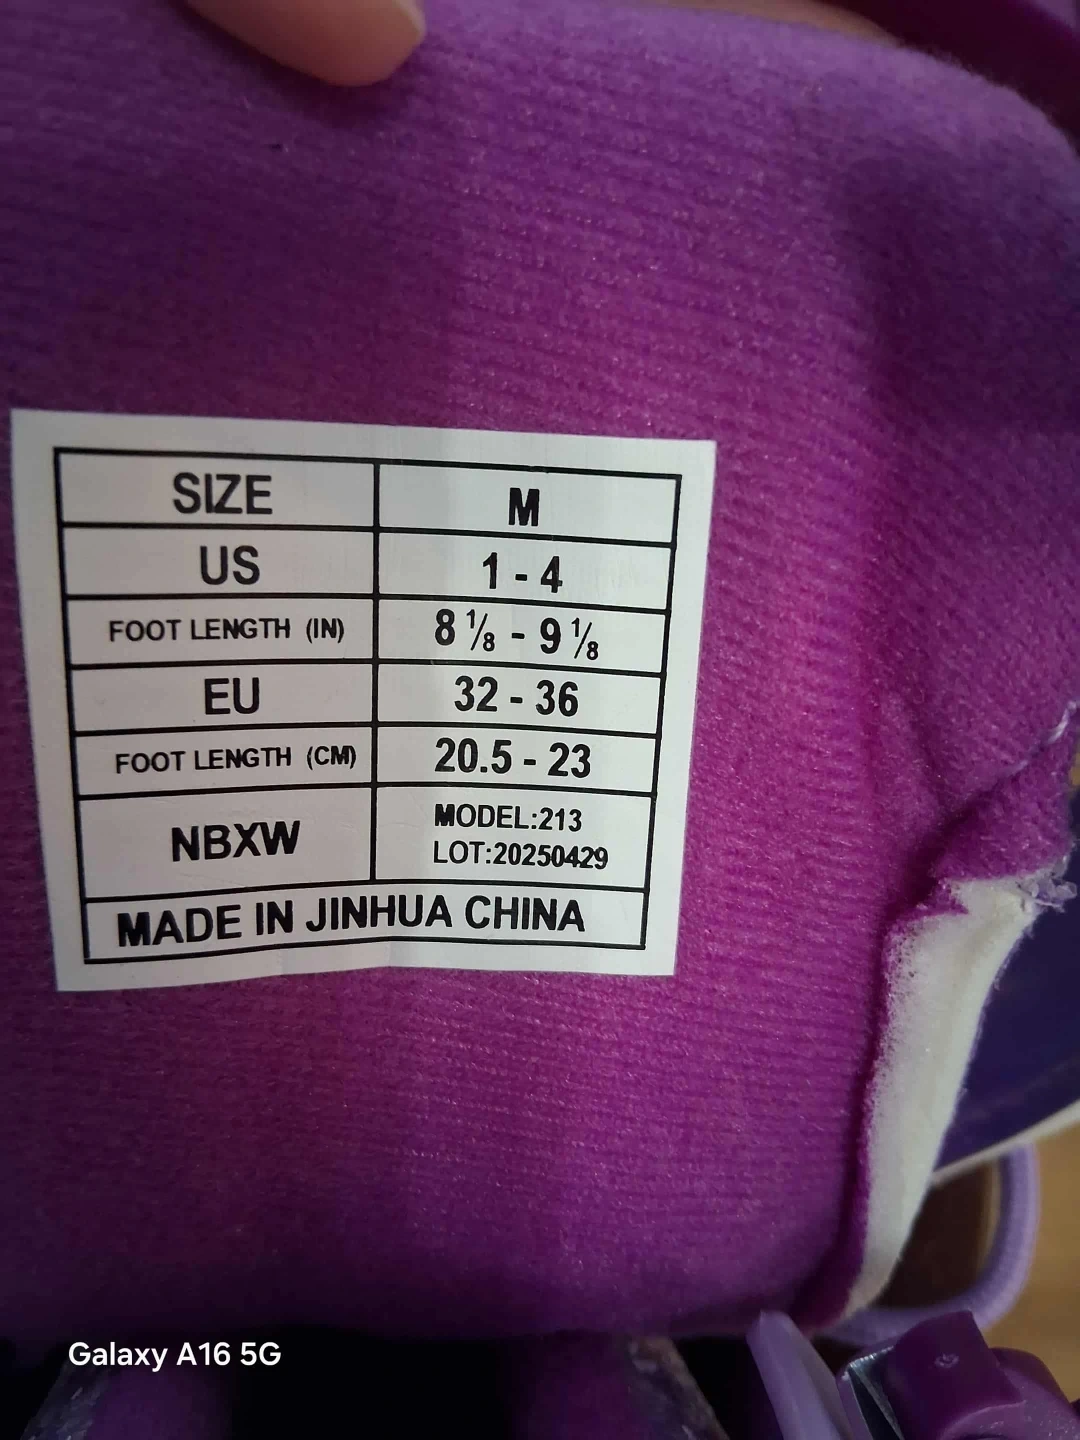 SIZE M
US 1 - 4
FOOT LENGTH (IN) 8 ⅛ - 9 ⅛
EU 32 - 36
FOOT LENGTH (CM) 20.5 - 23
NBXW MODEL:213
LOT:20250429
MADE IN JINHUA CHINA
Galaxy A16 5G